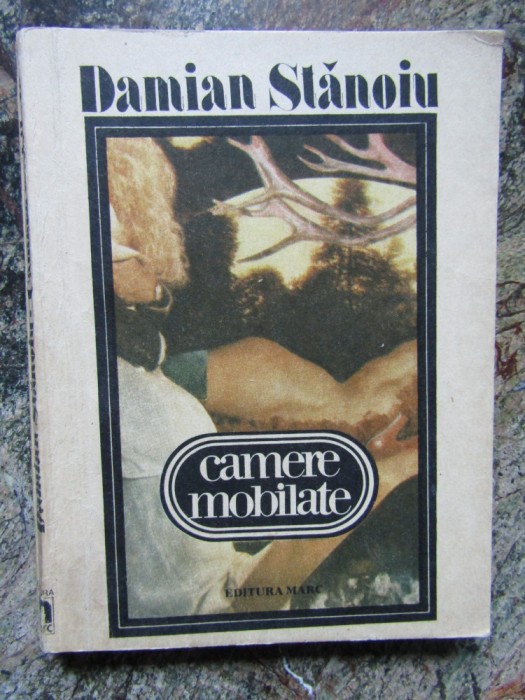 Damian Stănoiu
camere
mobilate
EDITURA MARC